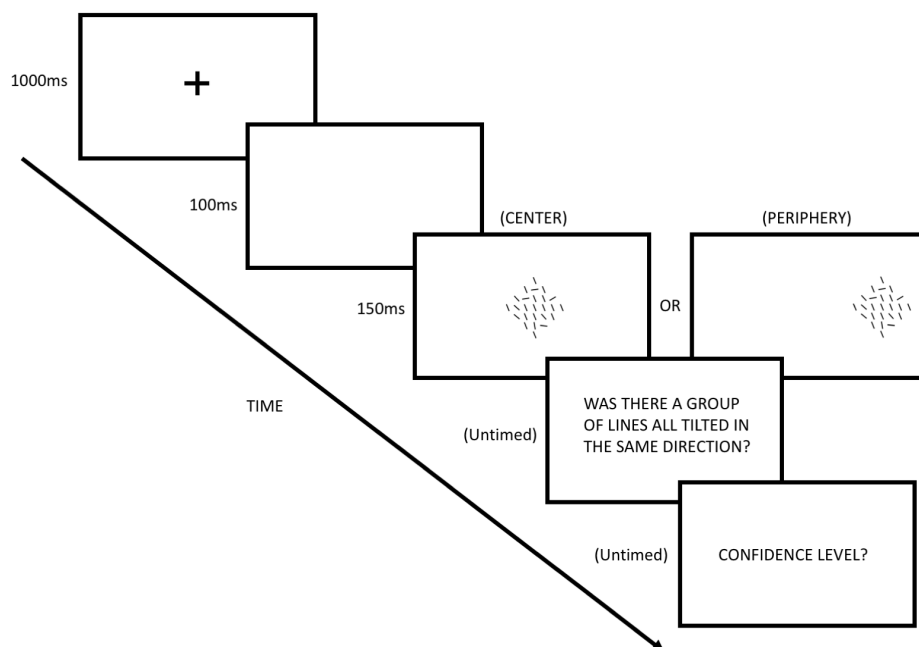 1000ms
100ms
(CENTER)
(PERIPHERY)
150ms
OR
TIME
(Untimed)
WAS THERE A GROUP
OF LINES ALL TILTED IN
THE SAME DIRECTION?
(Untimed)
CONFIDENCE LEVEL?